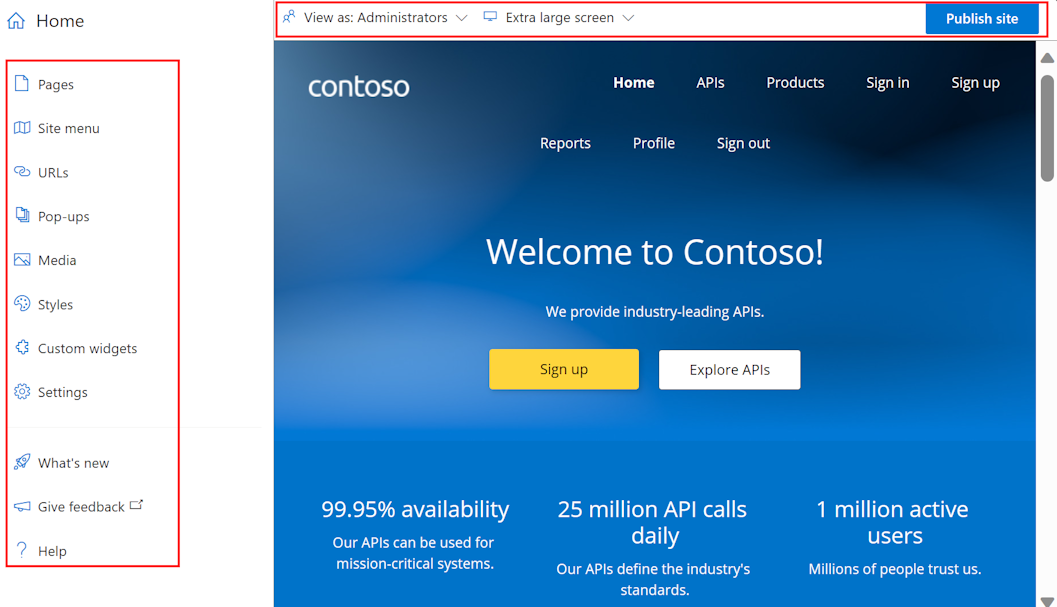 Home
View as: Administrators
Extra large screen
Publish site
Pages
Site menu
URLs
Pop-ups
Media
Styles
Custom widgets
Settings
What's new
Give feedback
Help
contoso
Home
APIs
Products
Sign in
Sign up
Reports
Profile
Sign out
Welcome to Contoso!
We provide industry-leading APIs.
Sign up
Explore APIs
99.95% availability
Our APIs can be used for
mission-critical systems.
25 million API calls
daily
Our APIs define the industry's
standards.
1 million active
users
Millions of people trust us.